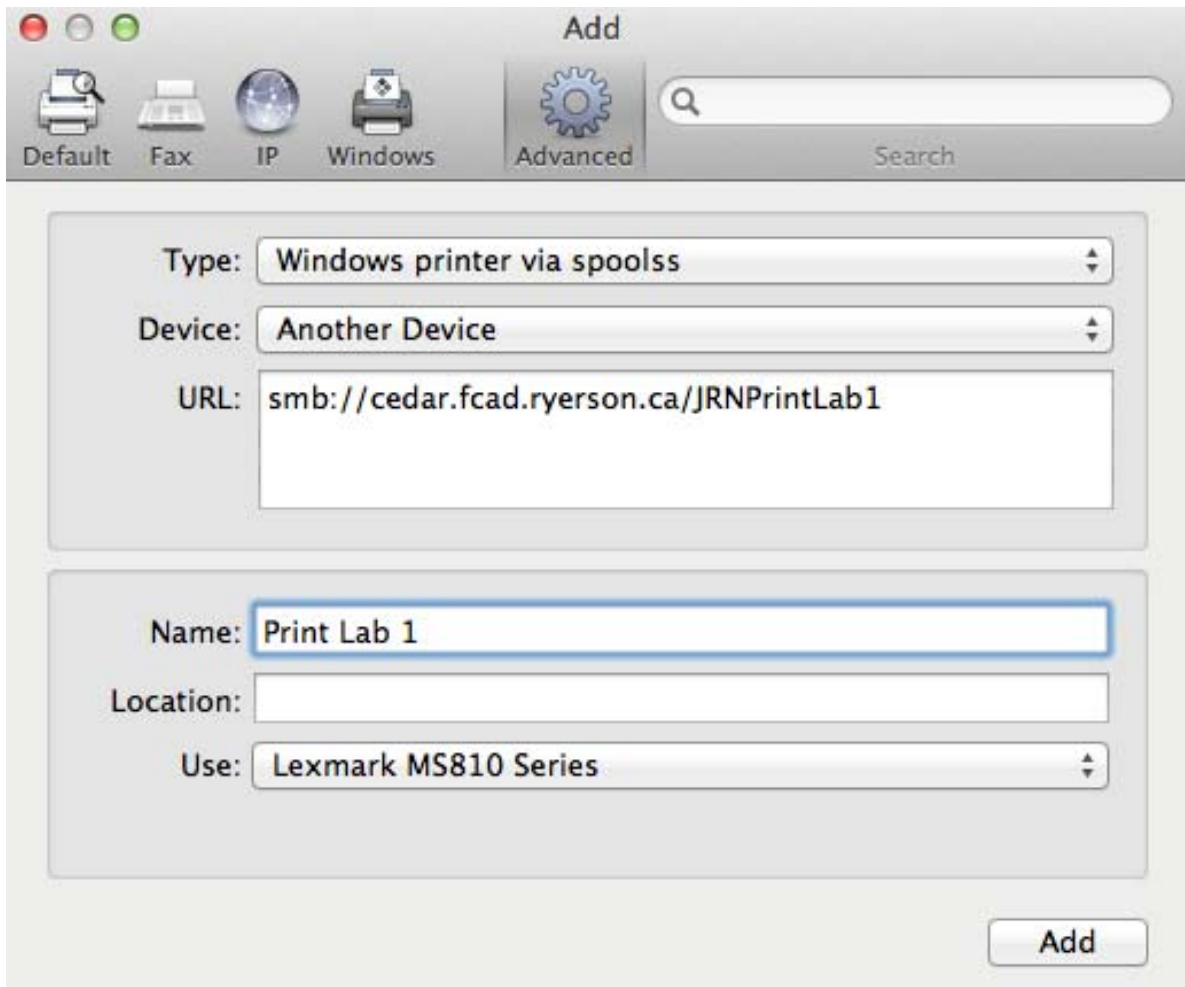 Add
Default Fax IP Windows Advanced Search
Type: Windows printer via spoolss
Device: Another Device
URL: smb://cedar.fcad.ryerson.ca/JRNPrintLab1
Name: Print Lab 1
Location:
Use: Lexmark MS810 Series
Add